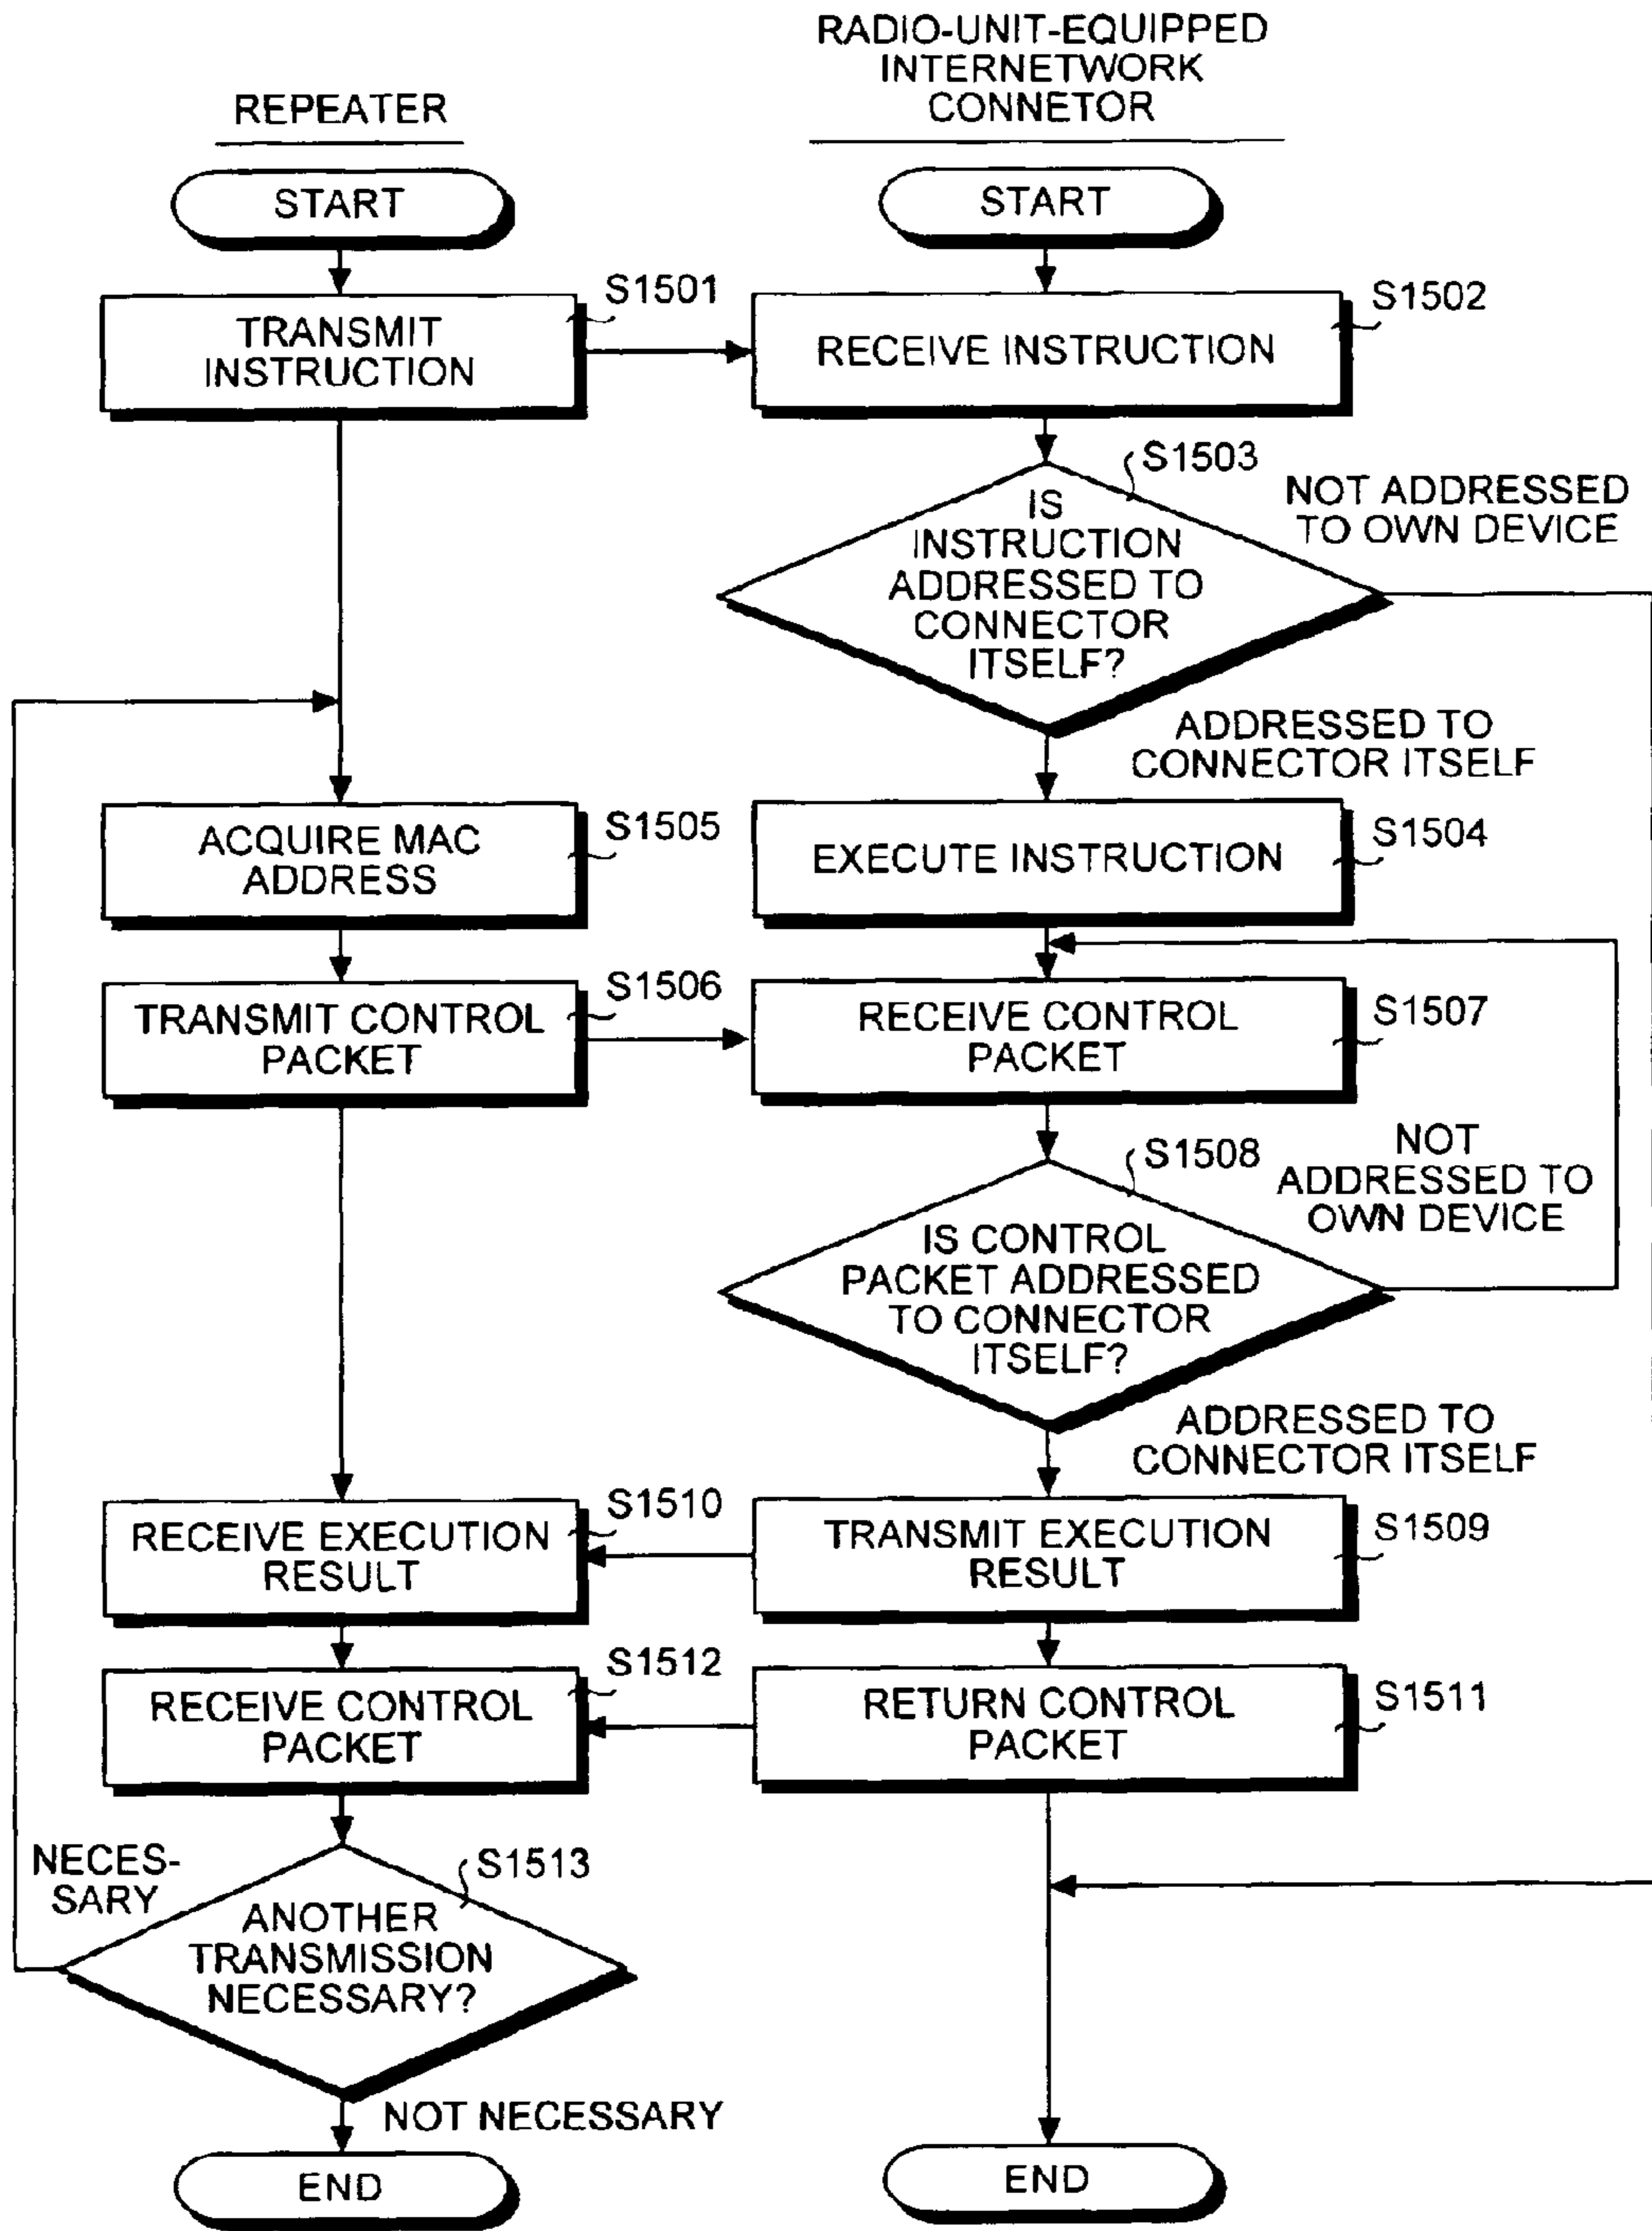 RADIO-UNIT-EQUIPPED
INTERNETWORK
CONNETOR
REPEATER
START
START
S1501
S1502
TRANSMIT
INSTRUCTION
RECEIVE INSTRUCTION
S1503
NOT ADDRESSED
TO OWN DEVICE
IS
INSTRUCTION
ADDRESSED TO
CONNECTOR
ITSELF?
ADDRESSED TO
CONNECTOR ITSELF
S1505
S1504
ACQUIRE MAC
ADDRESS
EXECUTE INSTRUCTION
S1506
S1507
TRANSMIT CONTROL
PACKET
RECEIVE CONTROL
PACKET
S1508
NOT
ADDRESSED TO
OWN DEVICE
IS CONTROL
PACKET ADDRESSED
TO CONNECTOR
ITSELF?
ADDRESSED TO
CONNECTOR ITSELF
S1510
S1509
RECEIVE EXECUTION
RESULT
TRANSMIT EXECUTION
RESULT
S1512
S1511
RECEIVE CONTROL
PACKET
RETURN CONTROL
PACKET
NECES-
SARY
S1513
ANOTHER
TRANSMISSION
NECESSARY?
NOT NECESSARY
END
END